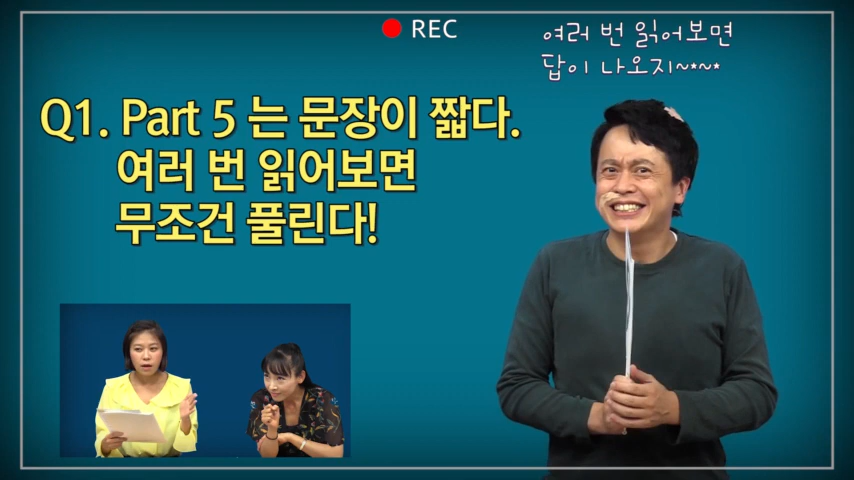 REC
여러 번 읽어보면
답이 나오지~*~*
Q1. Part 5 는 문장이 짧다.
여러 번 읽어보면
무조건 풀린다!